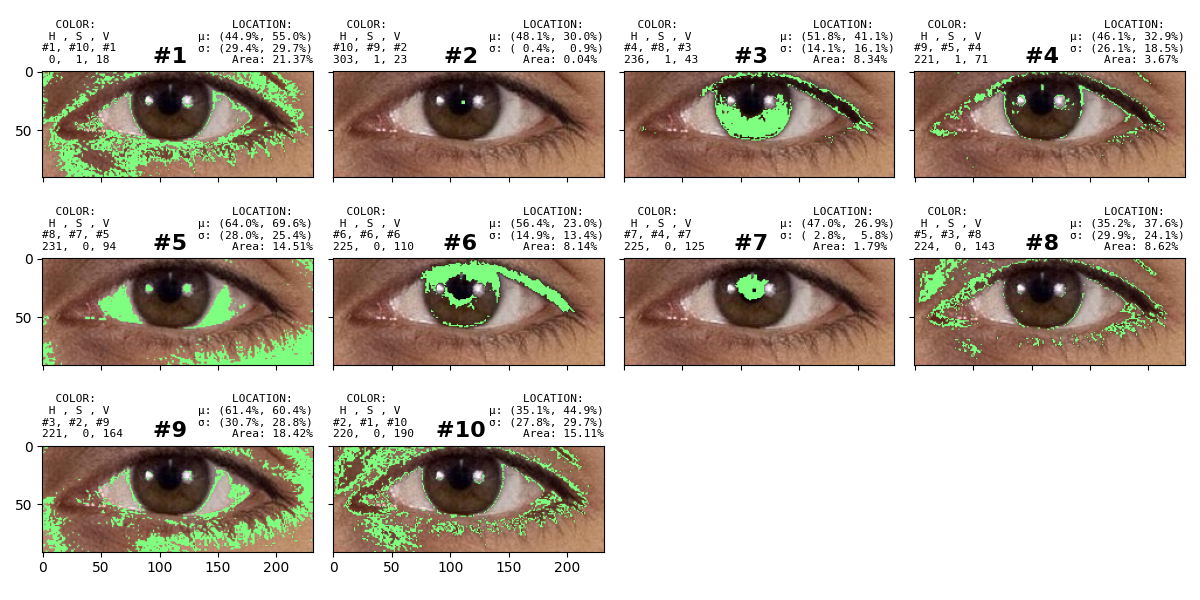 COLOR: LOCATION:
H , S , V μ: (44.9%, 55.0%)
#1, #10, #1 #1 σ: (29.4%, 29.7%)
0, 1, 18 Area: 21.37%
COLOR: LOCATION:
H , S , V μ: (48.1%, 30.0%)
#10, #9, #2 #2 σ: ( 0.4%, 0.9%)
303, 1, 23 Area: 0.04%
COLOR: LOCATION:
H , S , V μ: (51.8%, 41.1%)
#4, #8, #3 #3 σ: (14.1%, 16.1%)
236, 1, 43 Area: 8.34%
COLOR: LOCATION:
H , S , V μ: (46.1%, 32.9%)
#9, #5, #4 #4 σ: (26.1%, 18.5%)
221, 1, 71 Area: 3.67%
0
50
COLOR: LOCATION:
H , S , V μ: (64.0%, 69.6%)
#8, #7, #5 #5 σ: (28.0%, 25.4%)
231, 0, 94 Area: 14.51%
COLOR: LOCATION:
H , S , V μ: (56.4%, 23.0%)
#6, #6, #6 #6 σ: (14.9%, 13.4%)
225, 0, 110 Area: 8.14%
COLOR: LOCATION:
H , S , V μ: (47.0%, 26.9%)
#7, #4, #7 #7 σ: ( 2.8%, 5.8%)
225, 0, 125 Area: 1.79%
COLOR: LOCATION:
H , S , V μ: (35.2%, 37.6%)
#5, #3, #8 #8 σ: (29.9%, 24.1%)
224, 0, 143 Area: 8.62%
0
50
COLOR: LOCATION:
H , S , V μ: (61.4%, 60.4%)
#3, #2, #9 #9 σ: (30.7%, 28.8%)
221, 0, 164 Area: 18.42%
COLOR: LOCATION:
H , S , V μ: (35.1%, 44.9%)
#2, #1, #10 #10 σ: (27.8%, 29.7%)
220, 0, 190 Area: 15.11%
0
50
0 50 100 150 200
0 50 100 150 200